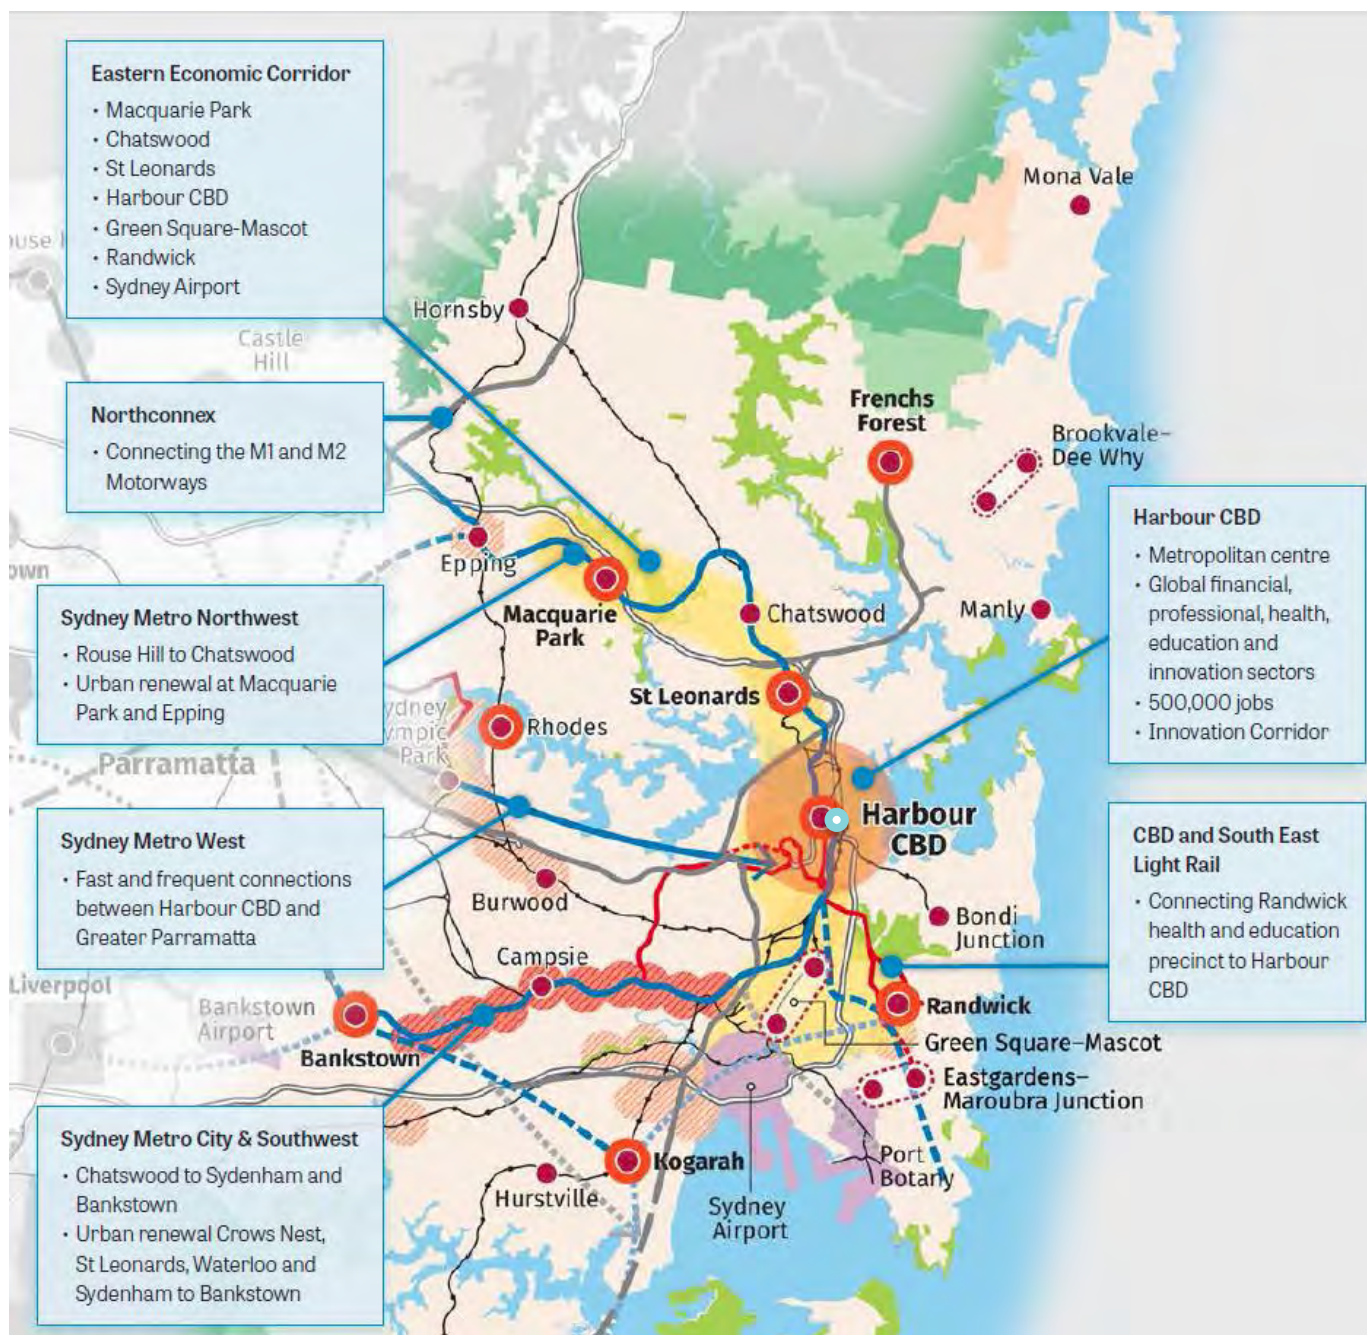 Eastern Economic Corridor
• Macquarie Park
• Chatswood
• St Leonards
• Harbour CBD
• Green Square-Mascot
• Randwick
• Sydney Airport
Northconnex
• Connecting the M1 and M2
Motorways
Sydney Metro Northwest
• Rouse Hill to Chatswood
• Urban renewal at Macquarie
Park and Epping
Sydney Metro West
• Fast and frequent connections
between Harbour CBD and
Greater Parramatta
Sydney Metro City & Southwest
• Chatswood to Sydenham and
Bankstown
• Urban renewal Crows Nest,
St Leonards, Waterloo and
Sydenham to Bankstown
Harbour CBD
• Metropolitan centre
• Global financial,
professional, health,
education and
innovation sectors
• 500,000 jobs
• Innovation Corridor
CBD and South East
Light Rail
• Connecting Randwick
health and education
precinct to Harbour
CBD
Mona Vale
Hornsby
Castle
Hill
Frenchs
Forest
Brookvale–
Dee Why
Epping
Macquarie
Park
Chatswood
Manly
St Leonards
Rhodes
ydney
ympic
Park
Parramatta
Harbour
CBD
Burwood
Bondi
Junction
Campsie
Liverpool
Bankstown
Airport
Bankstown
Randwick
Green Square–Mascot
Eastgardens–
Maroubra Junction
Kogarah
Hurstville
Port
Botany
Sydney
Airport